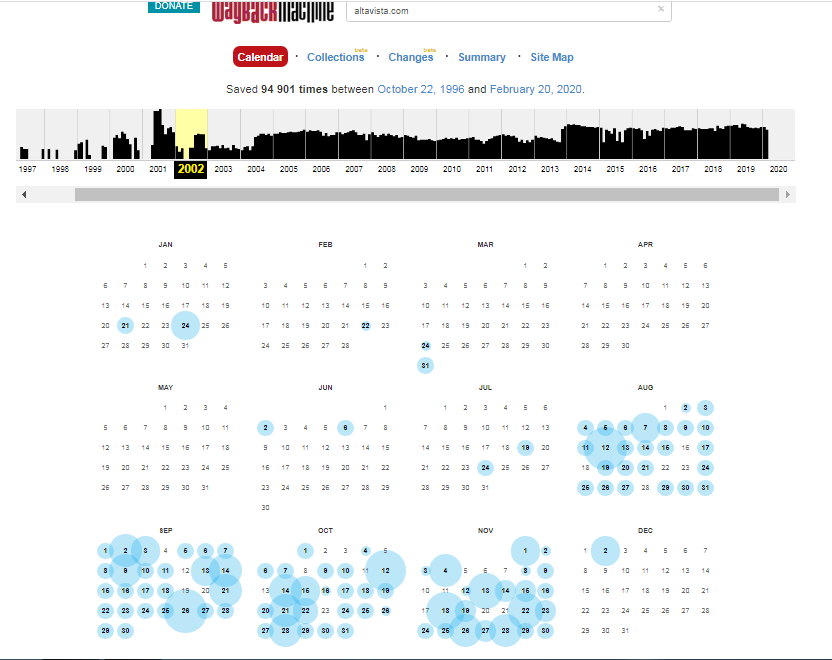 DONATE
WayBackMachine
altavista.com ×
Calendar · Collections beta · Changes beta · Summary · Site Map
Saved 94 901 times between October 22, 1996 and February 20, 2020.
1997 1998 1999 2000 2001 2002 2003 2004 2005 2006 2007 2008 2009 2010 2011 2012 2013 2014 2015 2016 2017 2018 2019 2020
JAN FEB MAR APR
1 2 3 4 5 1 2 1 2 1 2 3 4 5 6
6 7 8 9 10 11 12 3 4 5 6 7 8 9 3 4 5 6 7 8 9 7 8 9 10 11 12 13
13 14 15 16 17 18 19 10 11 12 13 14 15 16 10 11 12 13 14 15 16 14 15 16 17 18 19 20
20 21 22 23 24 25 26 17 18 19 20 21 22 23 17 18 19 20 21 22 23 21 22 23 24 25 26 27
27 28 29 30 31 24 25 26 27 28 24 25 26 27 28 29 30 28 29 30
31
MAY JUN JUL AUG
1 2 3 4 1 1 2 3 4 5 6 1 2 3
5 6 7 8 9 10 11 2 3 4 5 6 7 8 7 8 9 10 11 12 13 4 5 6 7 8 9 10
12 13 14 15 16 17 18 9 10 11 12 13 14 15 14 15 16 17 18 19 20 11 12 13 14 15 16 17
19 20 21 22 23 24 25 16 17 18 19 20 21 22 21 22 23 24 25 26 27 18 19 20 21 22 23 24
26 27 28 29 30 31 23 24 25 26 27 28 29 28 29 30 31 25 26 27 28 29 30 31
30
SEP OCT NOV DEC
1 2 3 4 5 6 7 1 2 3 4 5 1 2 1 2 3 4 5 6 7
8 9 10 11 12 13 14 6 7 8 9 10 11 12 3 4 5 6 7 8 9 8 9 10 11 12 13 14
15 16 17 18 19 20 21 13 14 15 16 17 18 19 10 11 12 13 14 15 16 15 16 17 18 19 20 21
22 23 24 25 26 27 28 20 21 22 23 24 25 26 17 18 19 20 21 22 23 22 23 24 25 26 27 28
29 30 27 28 29 30 31 24 25 26 27 28 29 30 29 30 31